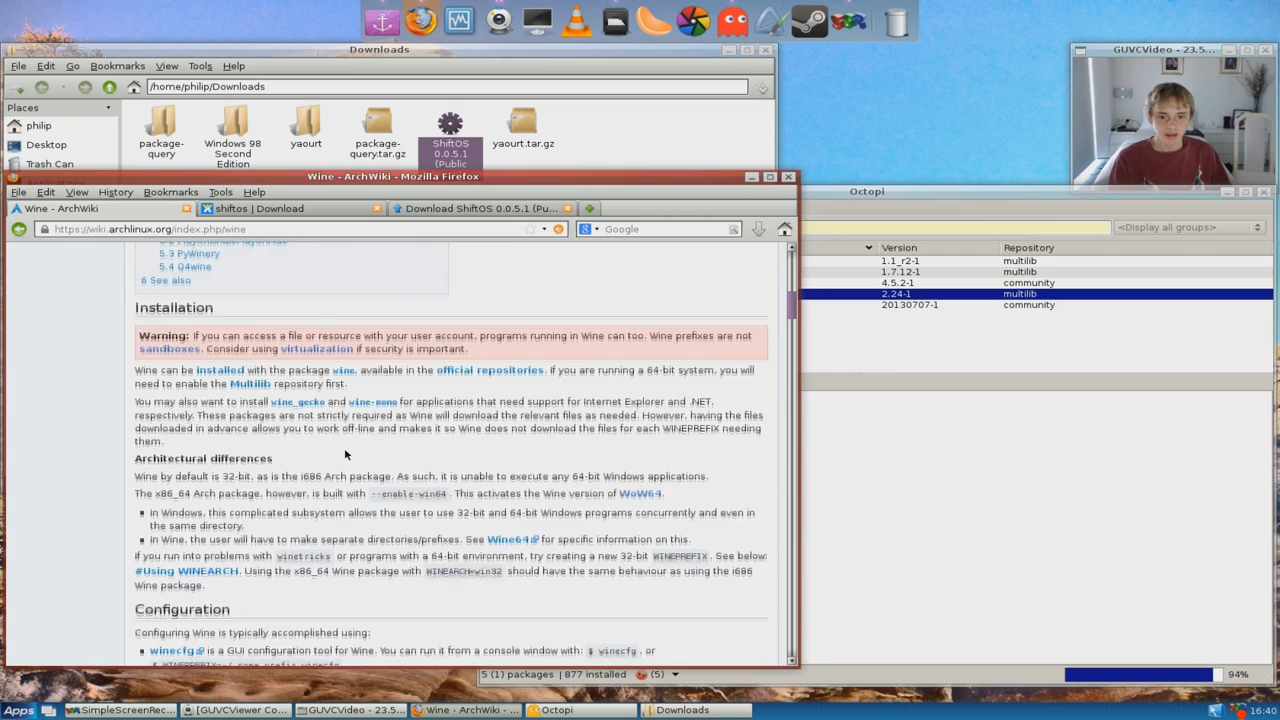 Downloads
File Edit Go Bookmarks View Tools Help
/home/philip/Downloads
Places
philip
Desktop
Trash Can
package-query
Windows 98 Second Edition
yaourt
package-query.tar.gz
ShiftOS 0.0.5.1 (Public
yaourt.tar.gz
GUVCVideo - 23.5...
Wine - ArchWiki - Mozilla Firefox
File Edit View History Bookmarks Tools Help
Wine - ArchWiki
shiftos | Download
Download ShiftOS 0.0.5.1 (Pu...
https://wiki.archlinux.org/index.php/wine
Google
5.3 PyWinery
5.4 Q4wine
6 See also
Installation
Warning: If you can access a file or resource with your user account, programs running in Wine can too. Wine prefixes are not
sandboxes. Consider using virtualization if security is important.
Wine can be installed with the package wine, available in the official repositories. If you are running a 64-bit system, you will
need to enable the Multilib repository first.
You may also want to install wine_gecko and wine-mono for applications that need support for Internet Explorer and .NET,
respectively. These packages are not strictly required as Wine will download the relevant files as needed. However, having the files
downloaded in advance allows you to work off-line and makes it so Wine does not download the files for each WINEPREFIX needing
them.
Architectural differences
Wine by default is 32-bit, as is the i686 Arch package. As such, it is unable to execute any 64-bit Windows applications.
The x86_64 Arch package, however, is built with --enable-win64. This activates the Wine version of WoW64.
In Windows, this complicated subsystem allows the user to use 32-bit and 64-bit Windows programs concurrently and even in
the same directory.
In Wine, the user will have to make separate directories/prefixes. See Wine64 for specific information on this.
If you run into problems with winetricks or programs with a 64-bit environment, try creating a new 32-bit WINEPREFIX. See below:
#Using WINEARCH. Using the x86_64 Wine package with WINEARCH=win32 should have the same behaviour as using the i686
Wine package.
Configuration
Configuring Wine is typically accomplished using:
winecfg is a GUI configuration tool for Wine. You can run it from a console window with: $ winecfg, or
$ WINEPREFIX=~/.some_prefix winecfg
Octopi
<Display all groups>
Version Repository
1.1_r2-1 multilib
1.7.12-1 multilib
4.5.2-1 community
2.24-1 multilib
20130707-1 community
5 (1) packages | 877 installed (5)
94%
Apps
SimpleScreenRec...
[GUVCViewer Co...
GUVCVideo - 23.5...
Wine - ArchWiki - ...
Octopi
Downloads
16:40